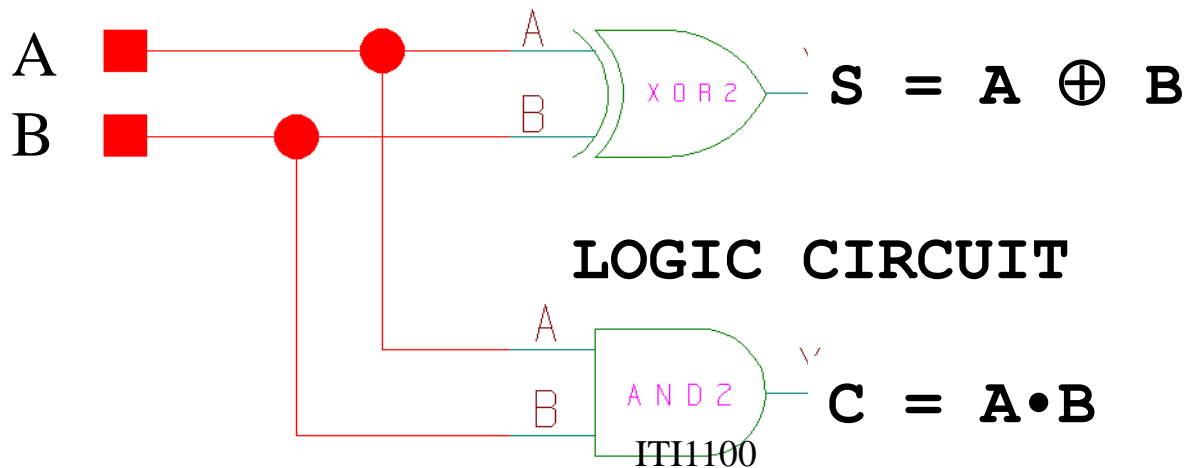 A
A
XOR2
S = A ⊕ B
B
B
LOGIC CIRCUIT
A
AND2
C = A•B
B
ITI1100